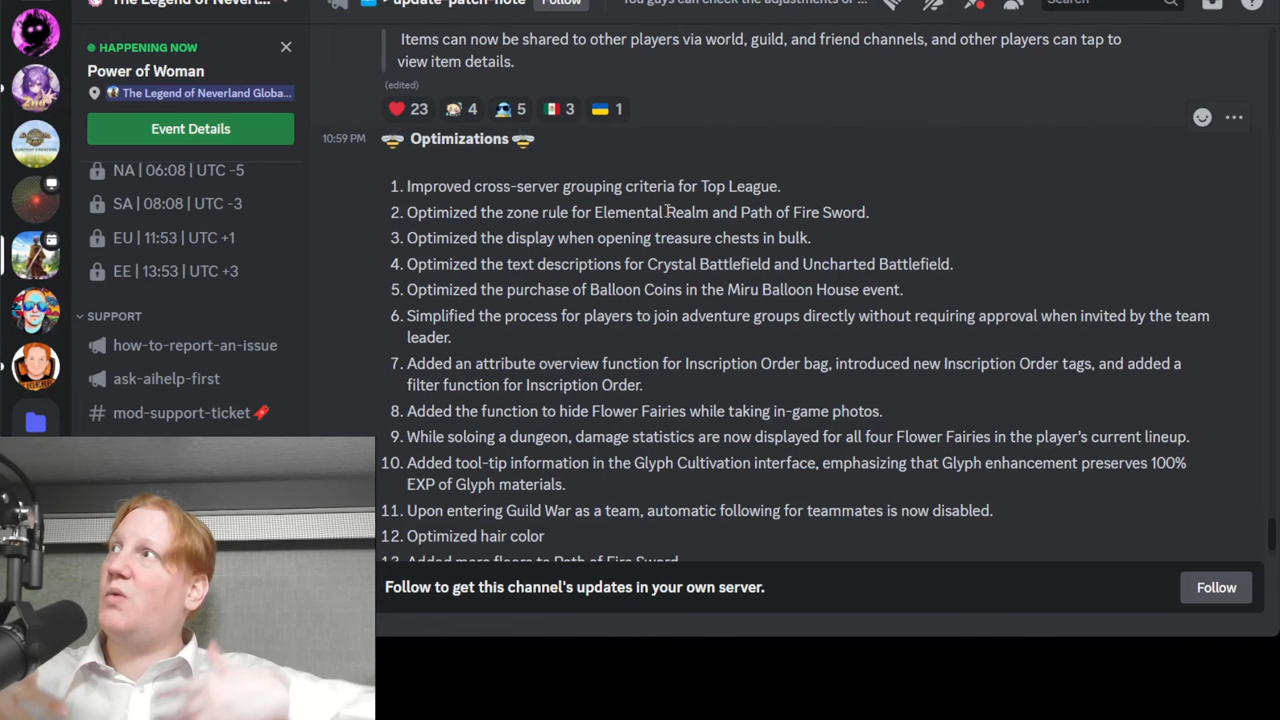 The Legend of Neverl...
update-patch-note
Follow
You guys can check the adjustments or ...
Search
HAPPENING NOW
Power of Woman
The Legend of Neverland Globa...
Event Details
NA | 06:08 | UTC -5
SA | 08:08 | UTC -3
EU | 11:53 | UTC +1
EE | 13:53 | UTC +3
SUPPORT
how-to-report-an-issue
ask-aihelp-first
mod-support-ticket
Items can now be shared to other players via world, guild, and friend channels, and other players can tap to
view item details.
(edited)
23 4 5 3 1
10:59 PM Optimizations
1. Improved cross-server grouping criteria for Top League.
2. Optimized the zone rule for Elemental Realm and Path of Fire Sword.
3. Optimized the display when opening treasure chests in bulk.
4. Optimized the text descriptions for Crystal Battlefield and Uncharted Battlefield.
5. Optimized the purchase of Balloon Coins in the Miru Balloon House event.
6. Simplified the process for players to join adventure groups directly without requiring approval when invited by the team
leader.
7. Added an attribute overview function for Inscription Order bag, introduced new Inscription Order tags, and added a
filter function for Inscription Order.
8. Added the function to hide Flower Fairies while taking in-game photos.
9. While soloing a dungeon, damage statistics are now displayed for all four Flower Fairies in the player's current lineup.
10. Added tool-tip information in the Glyph Cultivation interface, emphasizing that Glyph enhancement preserves 100%
EXP of Glyph materials.
11. Upon entering Guild War as a team, automatic following for teammates is now disabled.
12. Optimized hair color
13. Added more floors to Path of Fire Sword
Follow to get this channel's updates in your own server.
Follow